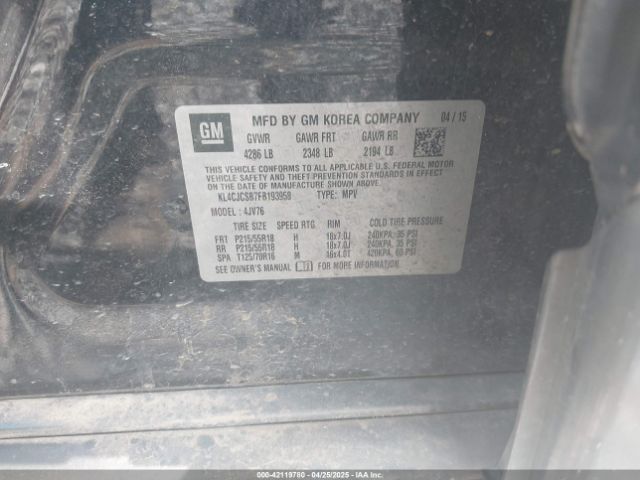 GM
MFD BY GM KOREA COMPANY 04/15
GVWR GAWR FRT GAWR RR
4286 LB 2348 LB 2194 LB
THIS VEHICLE CONFORMS TO ALL APPLICABLE U.S. FEDERAL MOTOR
VEHICLE SAFETY, BUMPER, AND THEFT PREVENTION STANDARDS IN EFFECT
ON THE DATE OF MANUFACTURE SHOWN ABOVE.
KL4CJCSB7FB193958 TYPE: MPV
MODEL: 4JV76
TIRE SIZE SPEED RTG RIM COLD TIRE PRESSURE
FRT P215/55R18 H 18x7.0J 240KPA, 35 PSI
RR P215/55R18 H 18x7.0J 240KPA, 35 PSI
SPA T125/70R16 M 16x4.0T 420KPA, 60 PSI
SEE OWNER'S MANUAL FOR MORE INFORMATION.
000-42119780 - 04/25/2025 - IAAI.COM